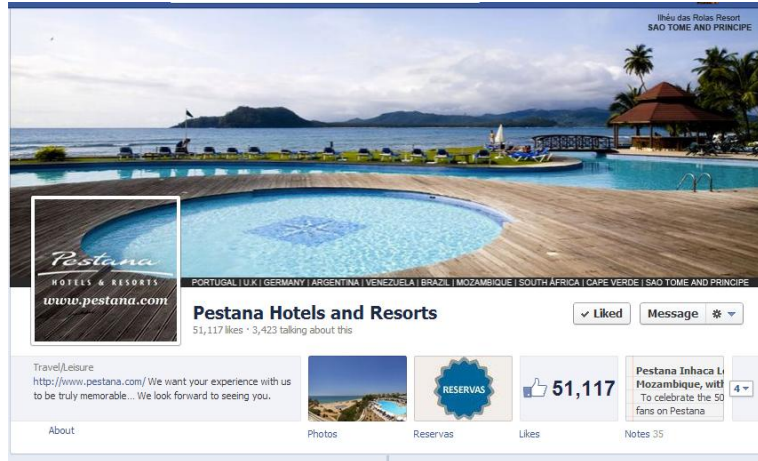 Ilhéu das Rolas Resort
SAO TOME AND PRINCIPE
Pestana
HOTELS & RESORTS
www.pestana.com
PORTUGAL | U.K | GERMANY | ARGENTINA | VENEZUELA | BRAZIL | MOZAMBIQUE | SOUTH ÁFRICA | CAPE VERDE | SAO TOME AND PRINCIPE
Pestana Hotels and Resorts
51,117 likes · 3,423 talking about this
Liked
Message
Travel/Leisure
http://www.pestana.com/ We want your experience with us
to be truly memorable... We look forward to seeing you.
About
Photos
RESERVAS
Reservas
51,117
Likes
Pestana Inhaca Lo
Mozambique, with
To celebrate the 50
fans on Pestana
Notes 35
4